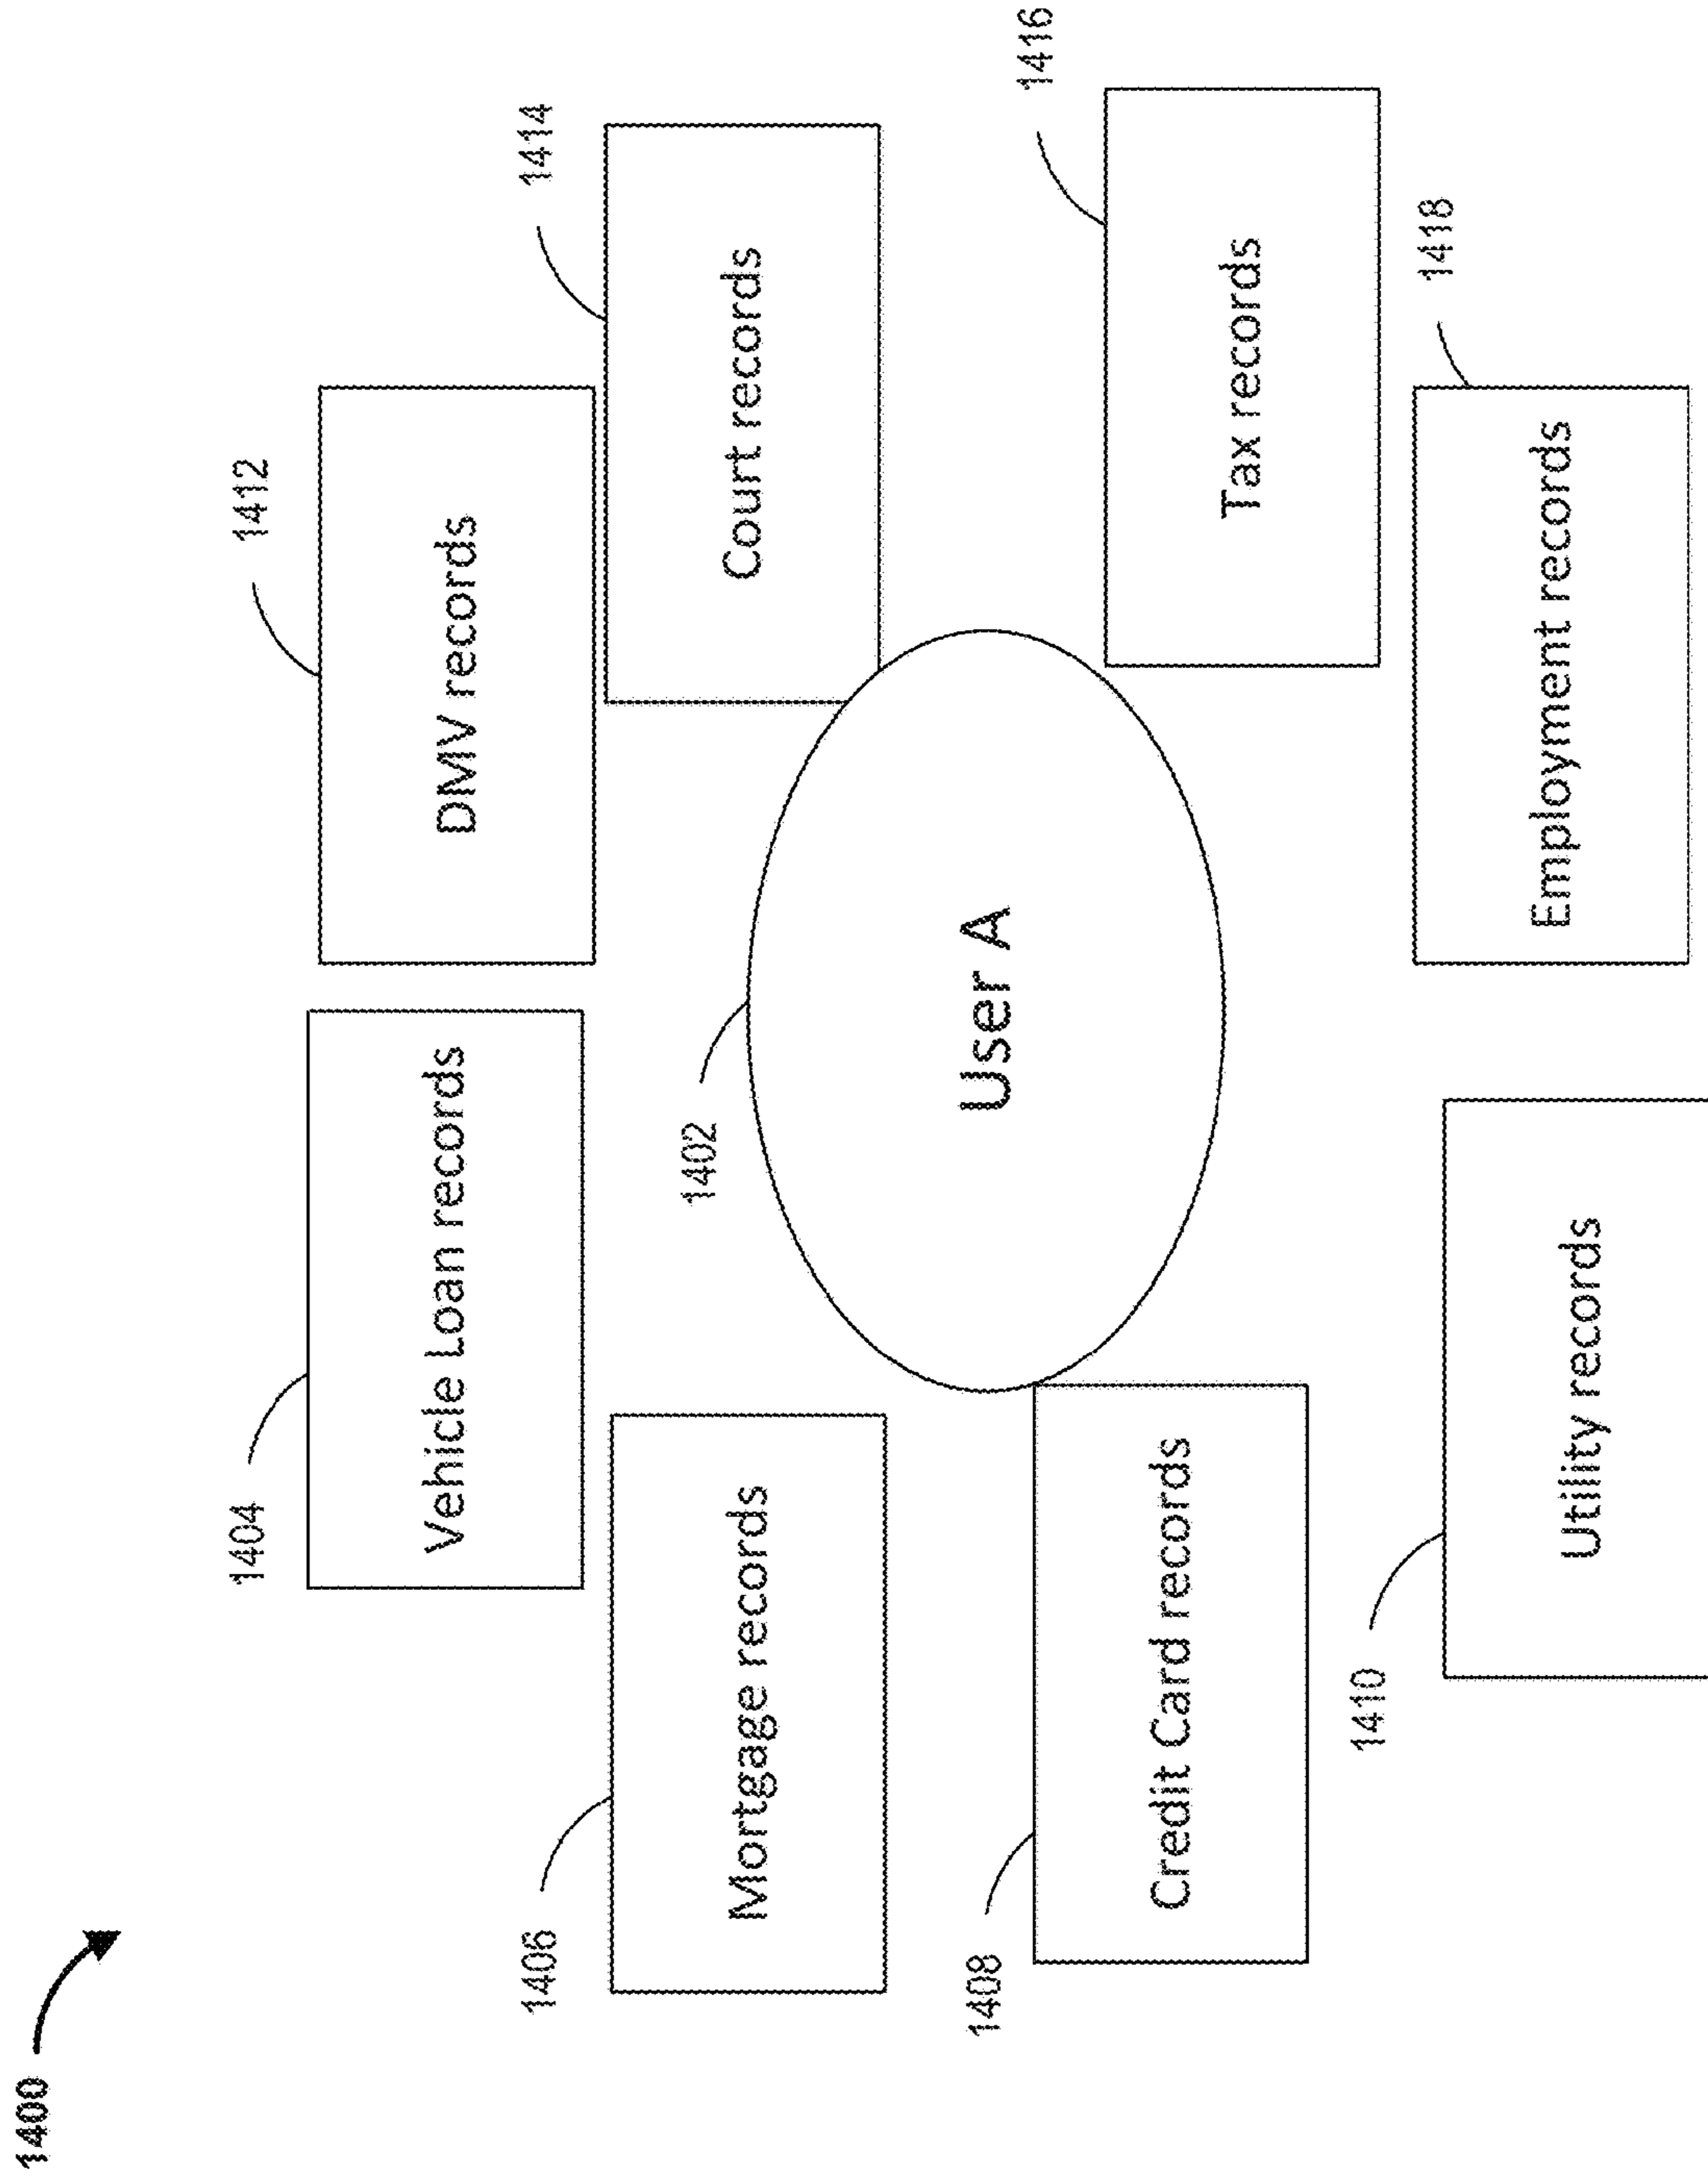 1400
1404
Vehicle Loan records
1412
DMV records
1406
Mortgage records
1414
Court records
1402
User A
1408
Credit Card records
1416
Tax records
1410
Utility records
1418
Employment records